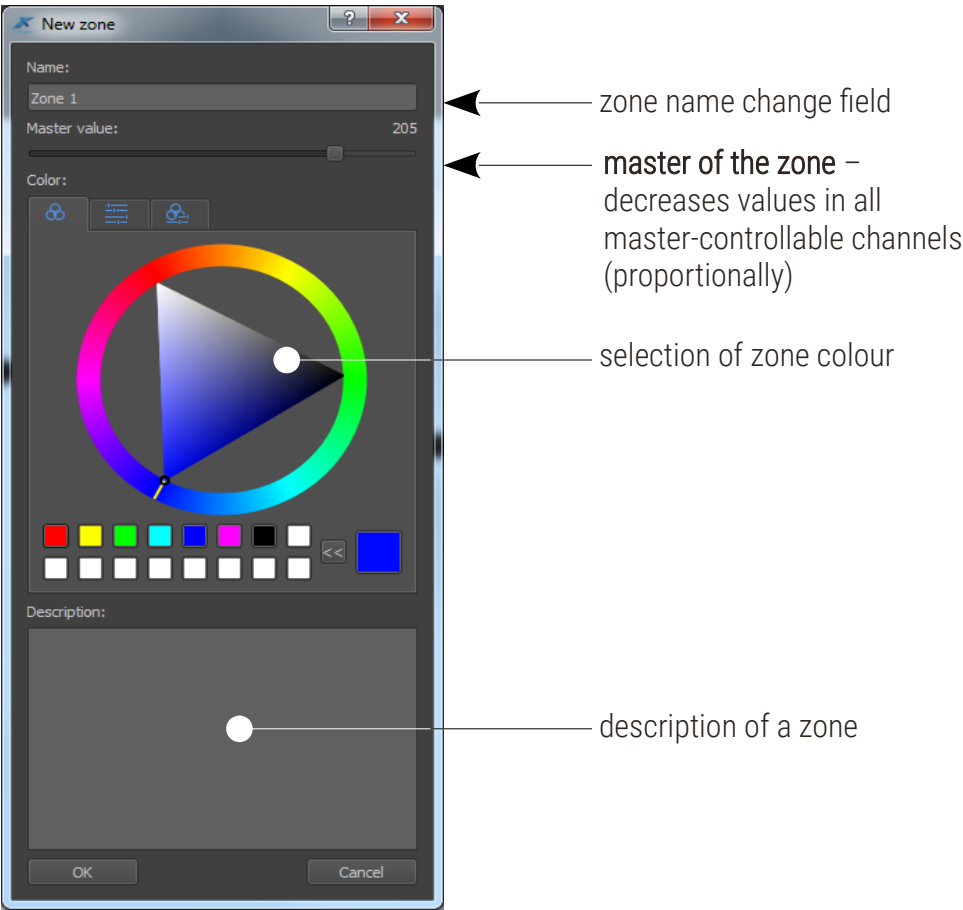 New zone
?
X
Name:
Zone 1
zone name change field
Master value:
205
master of the zone –
decreases values in all
master-controllable channels
(proportionally)
Color:
selection of zone colour
<<
Description:
description of a zone
OK
Cancel